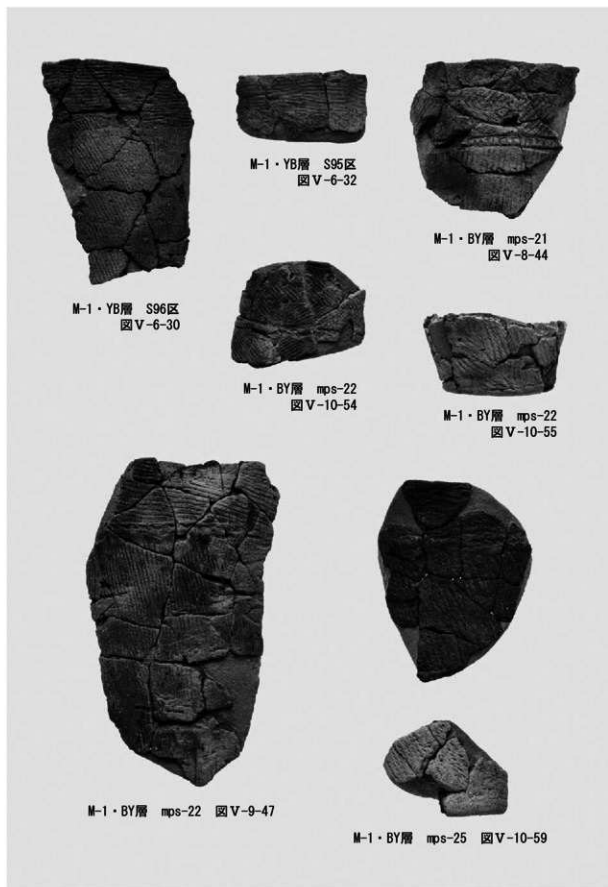 M-1・YB層 S95区
図Ⅴ-6-32
M-1・BY層 mps-21
図Ⅴ-8-44
M-1・YB層 S96区
図Ⅴ-6-30
M-1・BY層 mps-22
図Ⅴ-10-54
M-1・BY層 mps-22
図Ⅴ-10-55
M-1・BY層 mps-22 図Ⅴ-9-47
M-1・BY層 mps-25 図Ⅴ-10-59